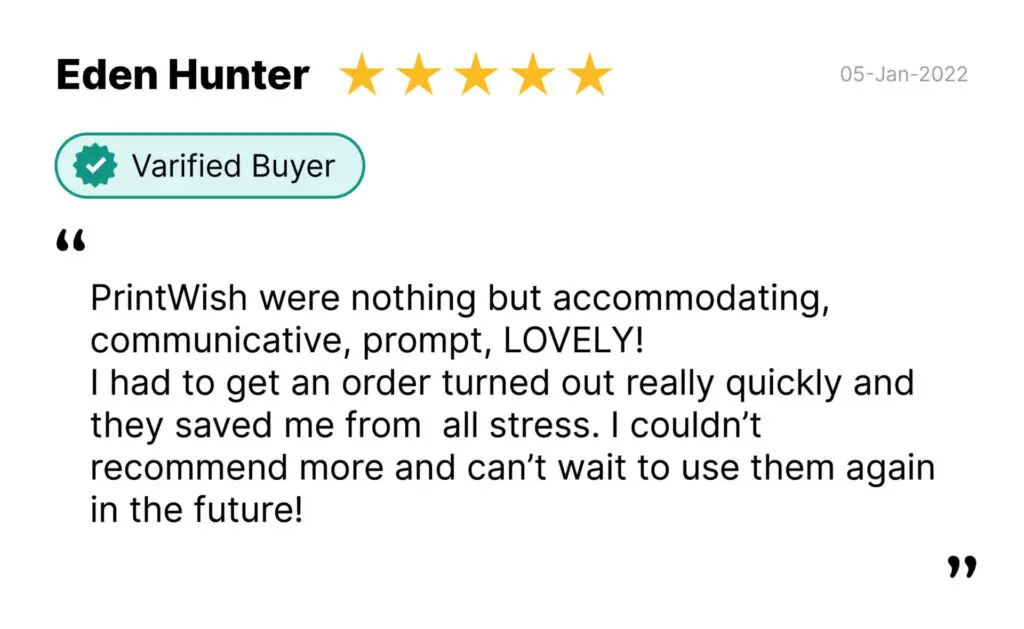 Eden Hunter 05-Jan-2022
Varified Buyer
“
PrintWish were nothing but accommodating,
communicative, prompt, LOVELY!
I had to get an order turned out really quickly and
they saved me from  all stress. I couldn’t
recommend more and can’t wait to use them again
in the future!
”